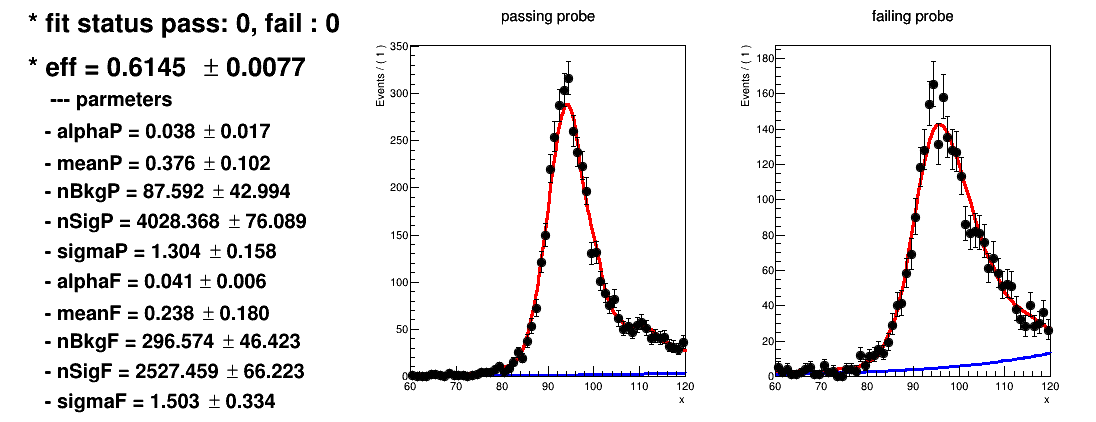 * fit status pass: 0, fail : 0
* eff = 0.6145 ± 0.0077
--- parmeters
- alphaP = 0.038 ± 0.017
- meanP = 0.376 ± 0.102
- nBkgP = 87.592 ± 42.994
- nSigP = 4028.368 ± 76.089
- sigmaP = 1.304 ± 0.158
- alphaF = 0.041 ± 0.006
- meanF = 0.238 ± 0.180
- nBkgF = 296.574 ± 46.423
- nSigF = 2527.459 ± 66.223
- sigmaF = 1.503 ± 0.334
passing probe
Events / ( 1 )
350
300
250
200
150
100
50
0
60 70 80 90 100 110 120
x
failing probe
Events / ( 1 )
180
160
140
120
100
80
60
40
20
0
60 70 80 90 100 110 120
x